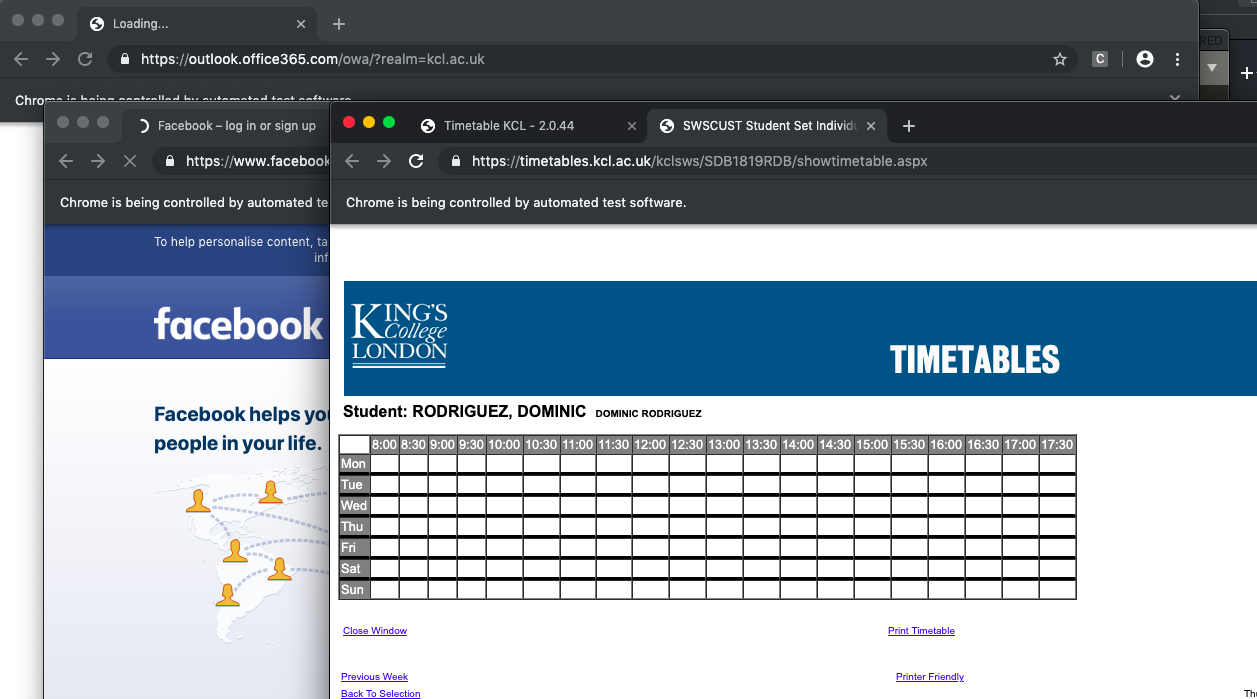 Loading...
RED
https://outlook.office365.com/owa/?realm=kcl.ac.uk
C
Chrome is being controlled by automated test software.
Facebook – log in or sign up
https://www.facebook
Chrome is being controlled by automated te
To help personalise content, ta
inf
facebook
Facebook helps you
people in your life.
Timetable KCL - 2.0.44
SWSCUST Student Set Individu
https://timetables.kcl.ac.uk/kclsws/SDB1819RDB/showtimetable.aspx
Chrome is being controlled by automated test software.
KING'S
College
LONDON
TIMETABLES
Student: RODRIGUEZ, DOMINIC DOMINIC RODRIGUEZ
8:00 8:30 9:00 9:30 10:00 10:30 11:00 11:30 12:00 12:30 13:00 13:30 14:00 14:30 15:00 15:30 16:00 16:30 17:00 17:30
Mon
Tue
Wed
Thu
Fri
Sat
Sun
Close Window Print Timetable
Previous Week Printer Friendly
Back To Selection Thu